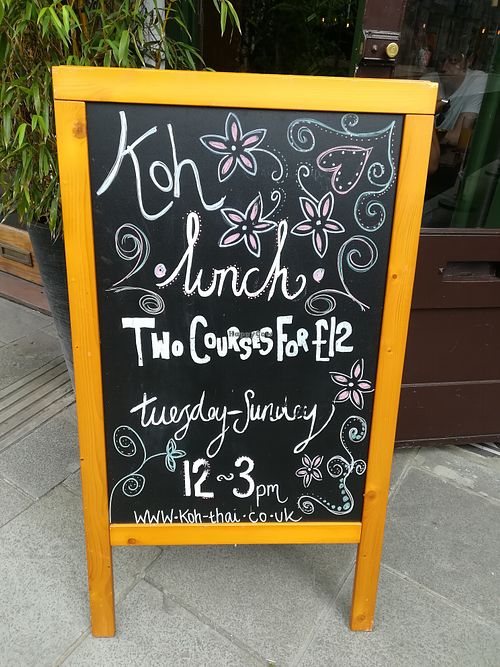 Koh
lunch
Two Courses For £12
tuesday-Sunday
12~3pm
www.koh-thai.co.uk